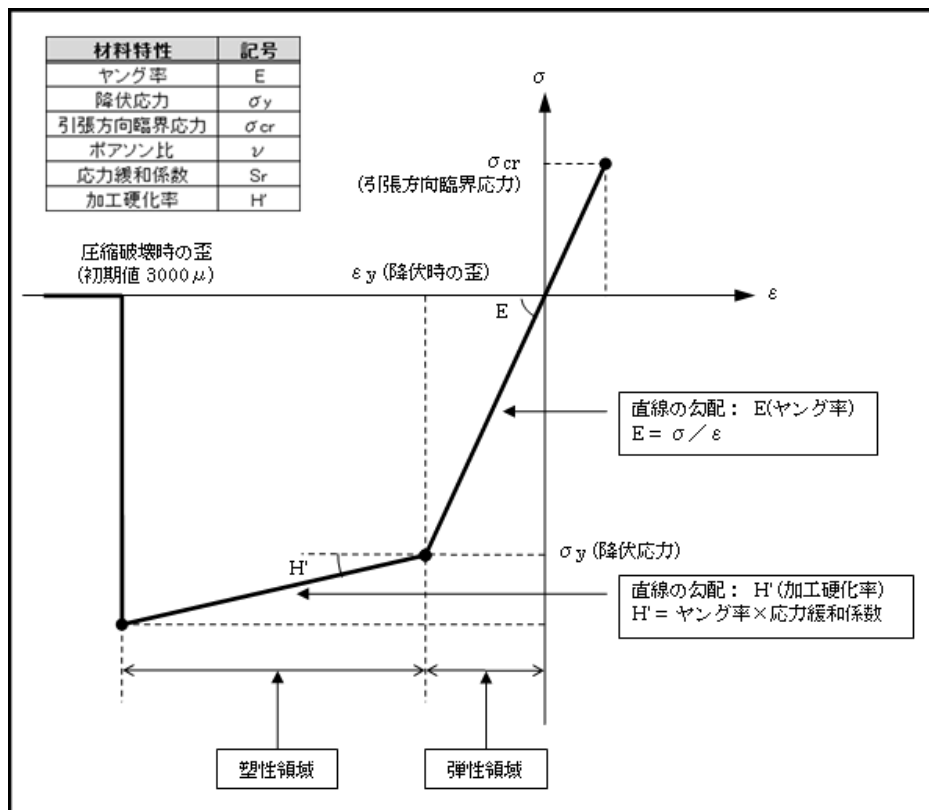 材料特性 記号
ヤング率 E
降伏応力 σy
引張方向臨界応力 σcr
ポアソン比 ν
応力緩和係数 Sr
加工硬化率 H'
σ
σcr
(引張方向臨界応力)
圧縮破壊時の歪
(初期値 3000μ)
εy (降伏時の歪)
ε
E
直線の勾配： E(ヤング率)
E = σ／ε
σy (降伏応力)
H'
直線の勾配： H'(加工硬化率)
H' = ヤング率×応力緩和係数
塑性領域
弾性領域